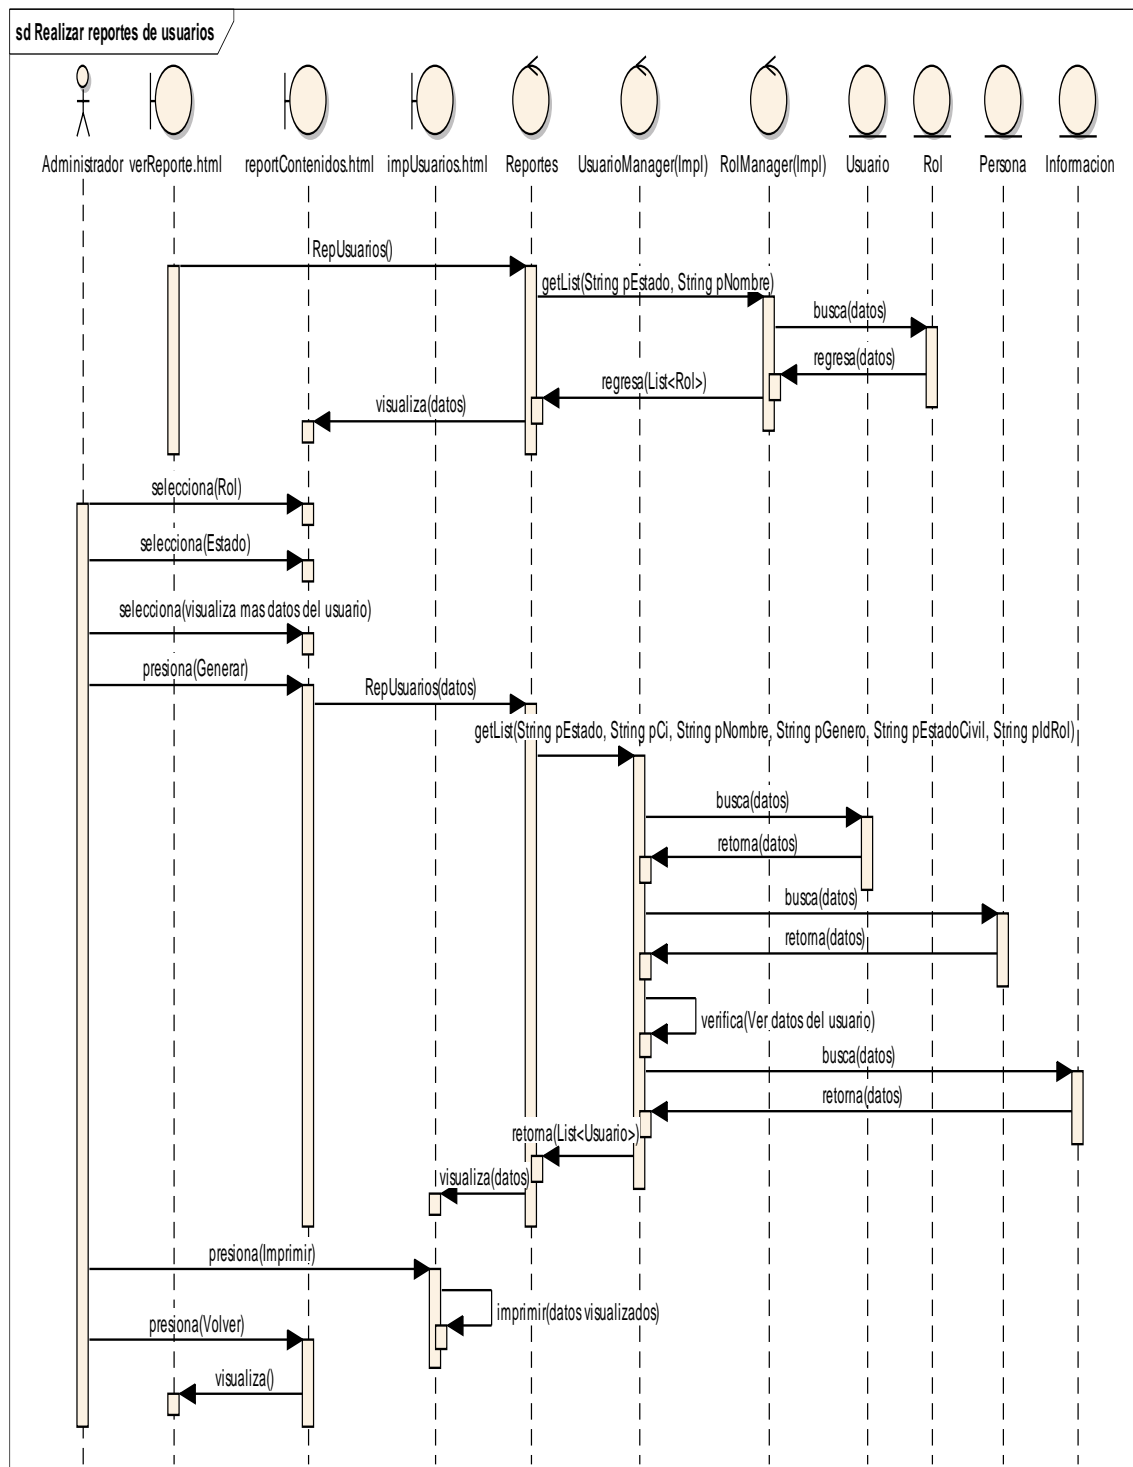 sd Realizar reportes de usuarios
Administrador
verReporte.html
reportContenidos.html
impUsuarios.html
Reportes
UsuarioManager(Impl)
RolManager(Impl)
Usuario
Rol
Persona
Informacion
RepUsuarios()
getList(String pEstado, String pNombre)
busca(datos)
regresa(datos)
regresa(List<Rol>)
visualiza(datos)
selecciona(Rol)
selecciona(Estado)
selecciona(visualiza mas datos del usuario)
presiona(Generar)
RepUsuarios(datos)
getList(String pEstado, String pCi, String pNombre, String pGenero, String pEstadoCivil, String pIdRol)
busca(datos)
retorna(datos)
busca(datos)
retorna(datos)
verifica(Ver datos del usuario)
busca(datos)
retorna(datos)
retorna(List<Usuario>)
visualiza(datos)
presiona(Imprimir)
imprimir(datos visualizados)
presiona(Volver)
visualiza()